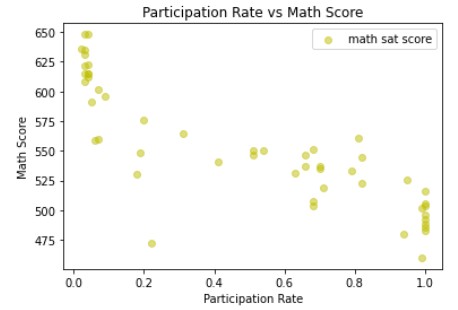 Participation Rate vs Math Score
math sat score
Math Score
650
625
600
575
550
525
500
475
0.0 0.2 0.4 0.6 0.8 1.0
Participation Rate